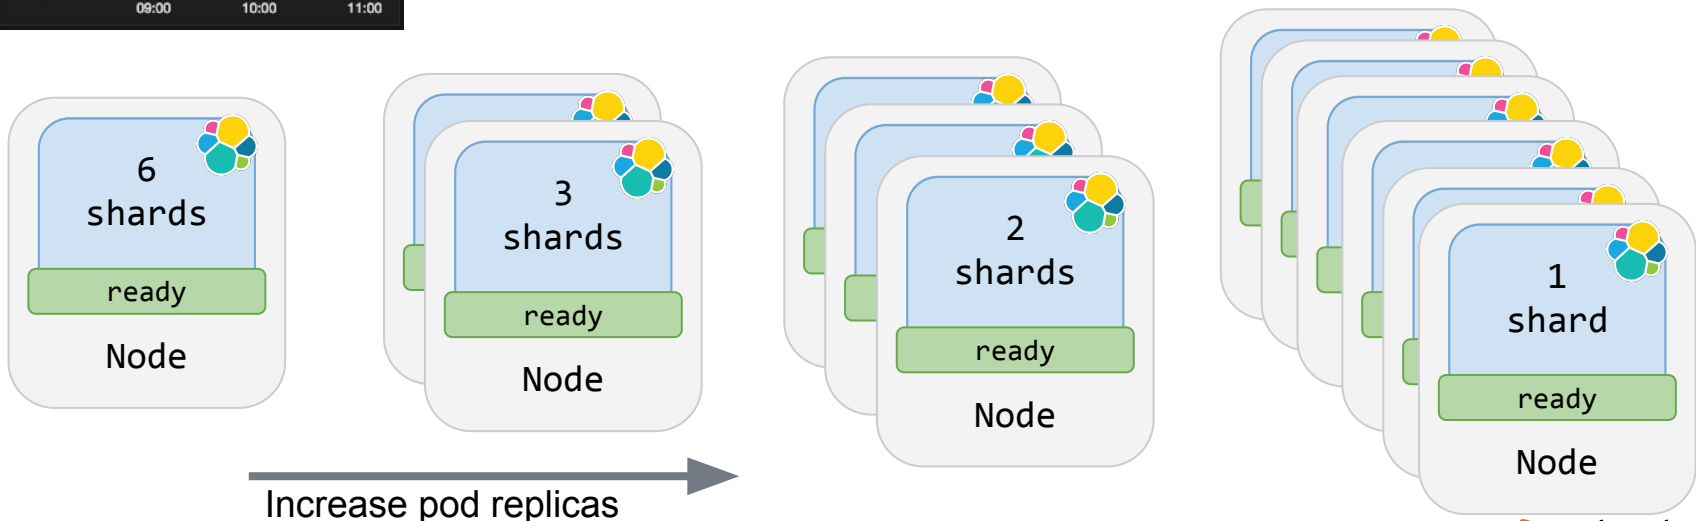 09:00 10:00 11:00
6
shards
ready
Node
3
shards
ready
Node
2
shards
ready
Node
1
shard
ready
Node
Increase pod replicas